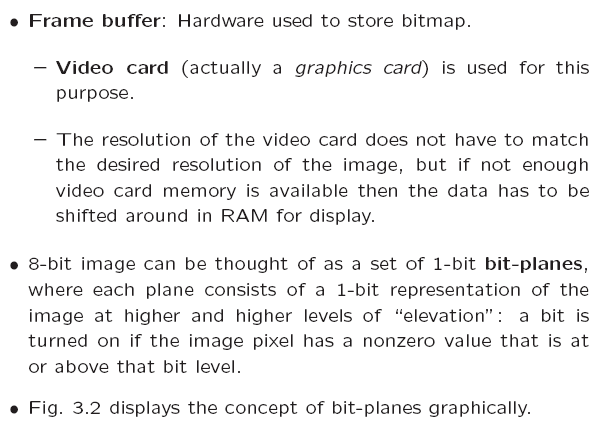 • Frame buffer: Hardware used to store bitmap.
– Video card (actually a graphics card) is used for this
purpose.
– The resolution of the video card does not have to match
the desired resolution of the image, but if not enough
video card memory is available then the data has to be
shifted around in RAM for display.
• 8-bit image can be thought of as a set of 1-bit bit-planes,
where each plane consists of a 1-bit representation of the
image at higher and higher levels of “elevation”: a bit is
turned on if the image pixel has a nonzero value that is at
or above that bit level.
• Fig. 3.2 displays the concept of bit-planes graphically.